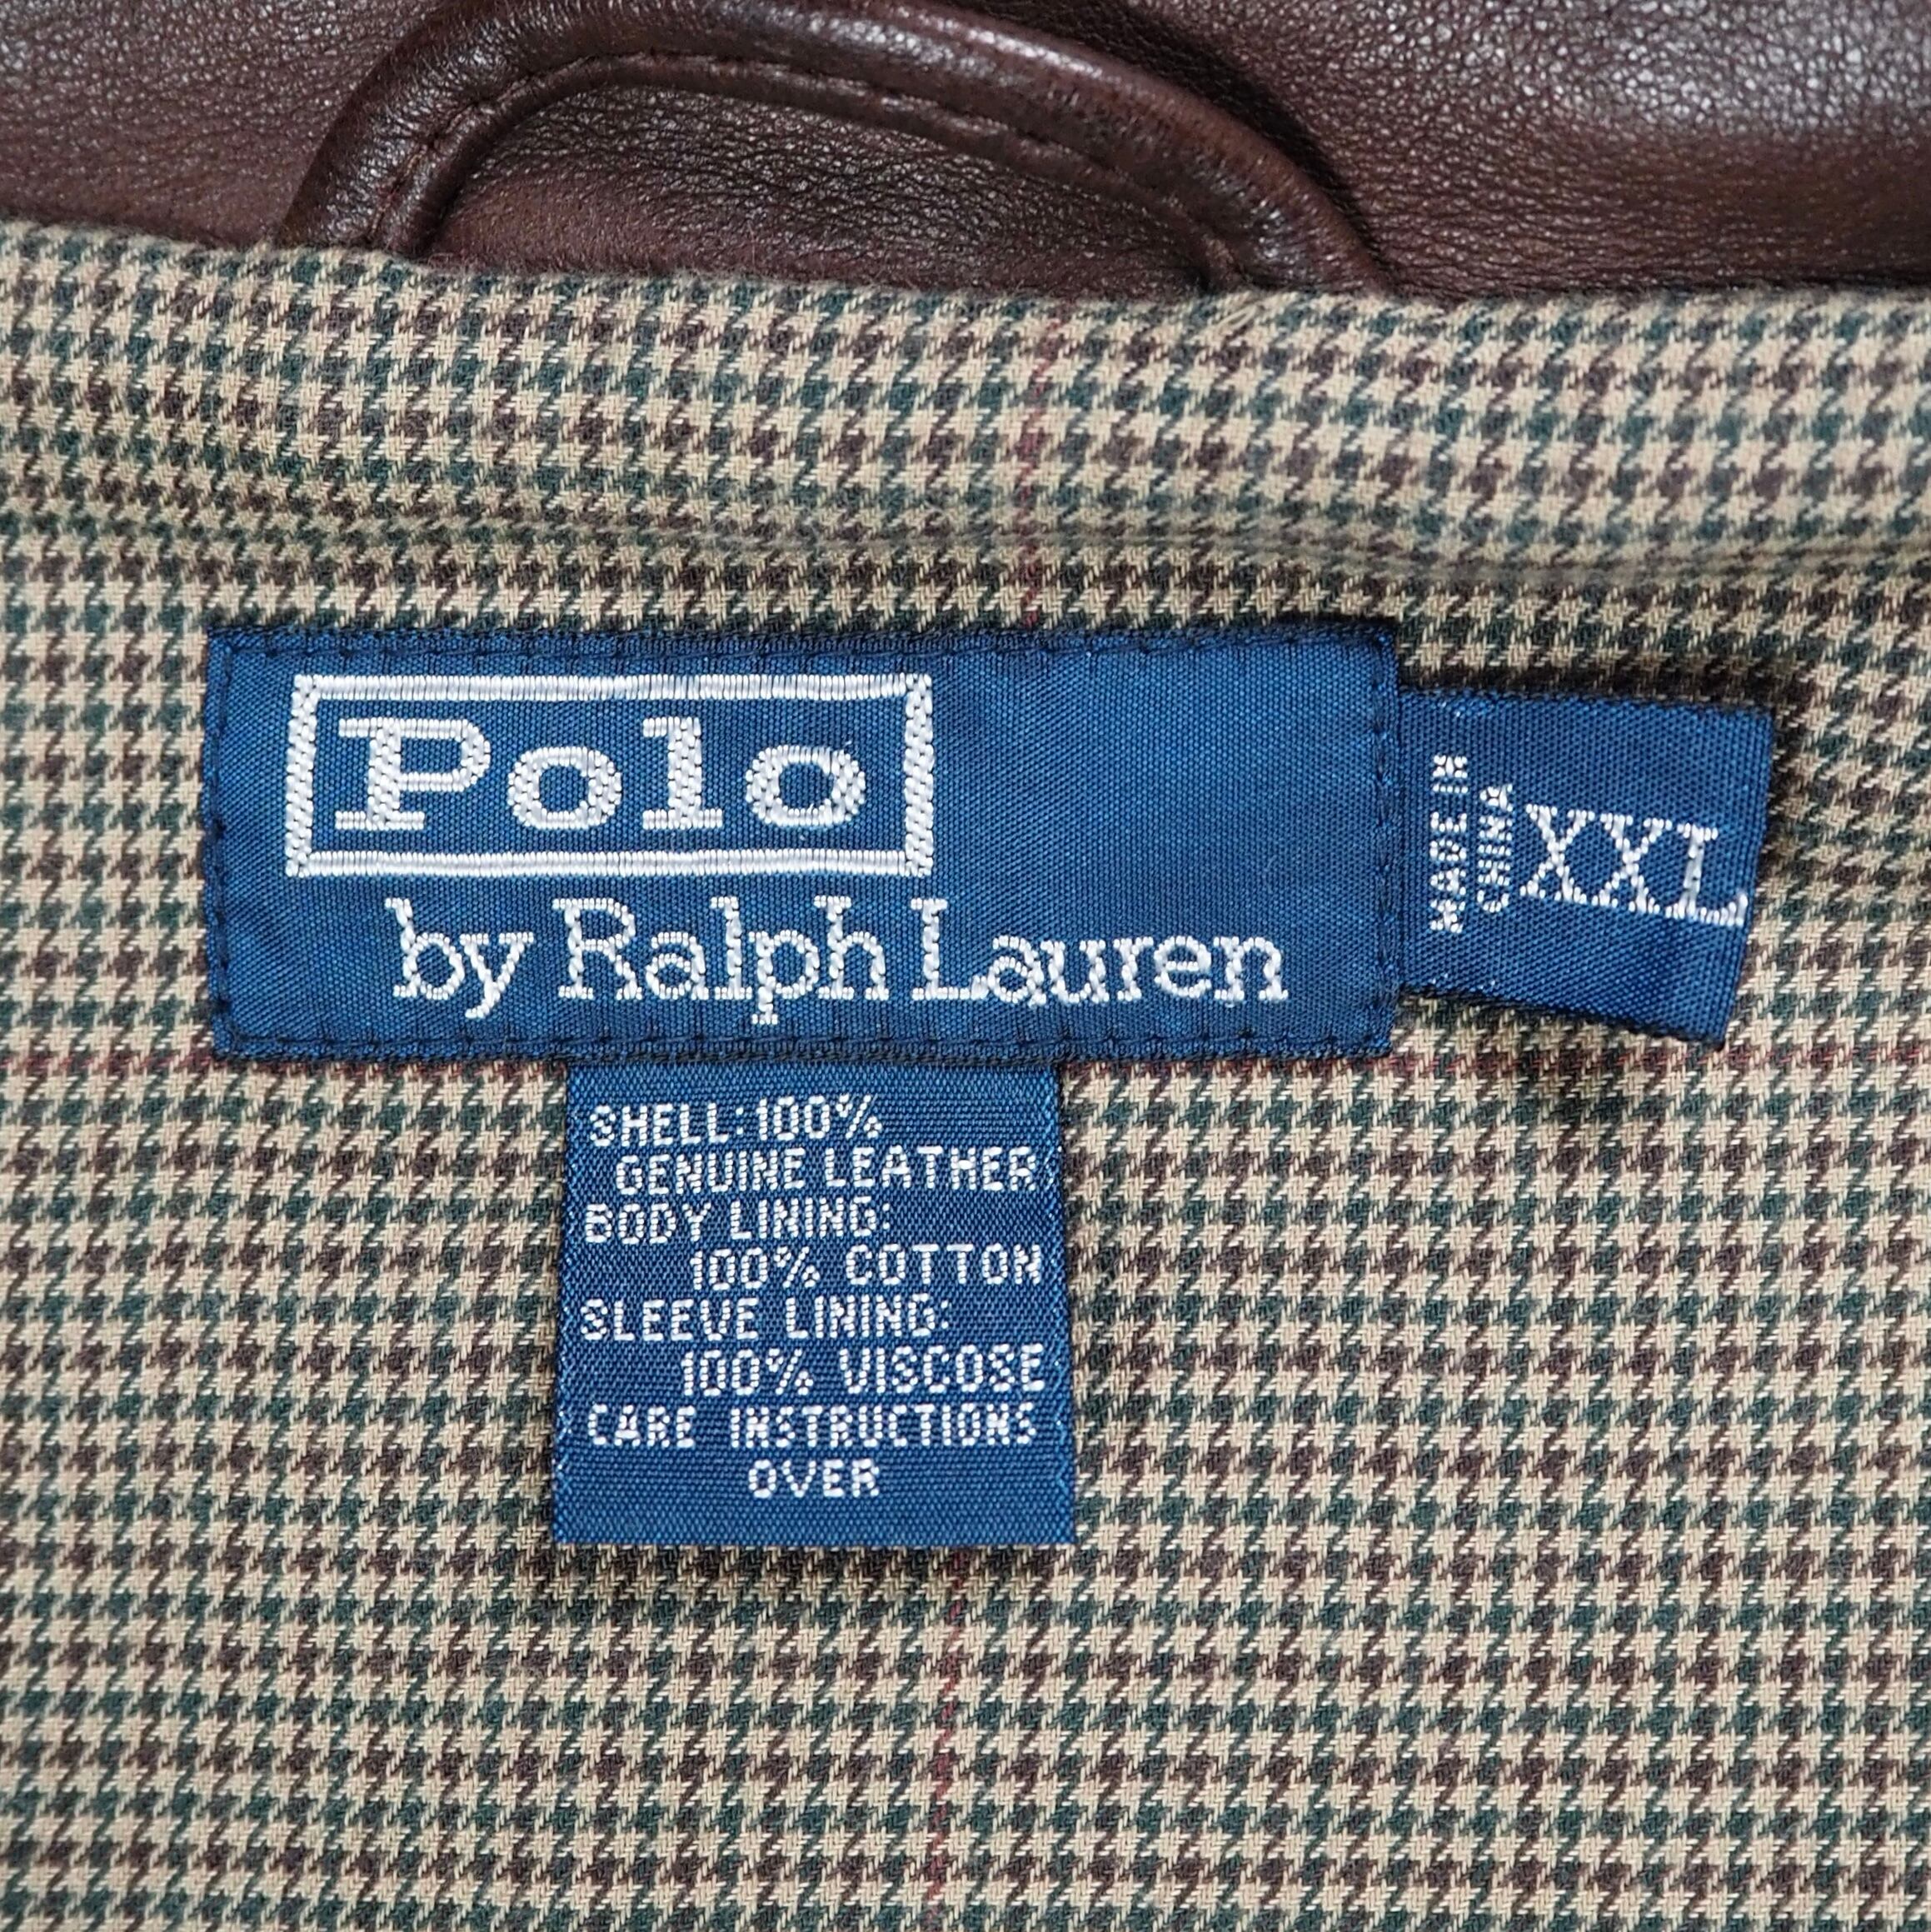 Polo
by Ralph Lauren
MADE IN
CHINA
XXL
SHELL: 100%
GENUINE LEATHER
BODY LINING:
100% COTTON
SLEEVE LINING:
100% VISCOSE
CARE INSTRUCTIONS
OVER